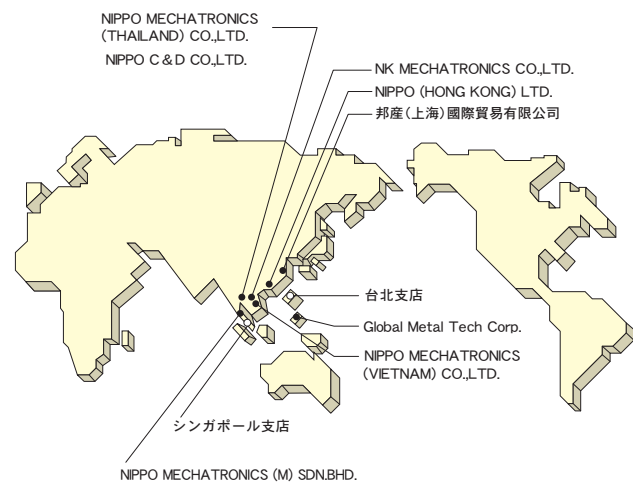 NIPPO MECHATRONICS
(THAILAND) CO.,LTD.
NIPPO C & D CO.,LTD.
NK MECHATRONICS CO.,LTD.
NIPPO (HONG KONG) LTD.
邦産(上海)國際貿易有限公司
台北支店
Global Metal Tech Corp.
NIPPO MECHATRONICS
(VIETNAM) CO.,LTD.
シンガポール支店
NIPPO MECHATRONICS (M) SDN.BHD.